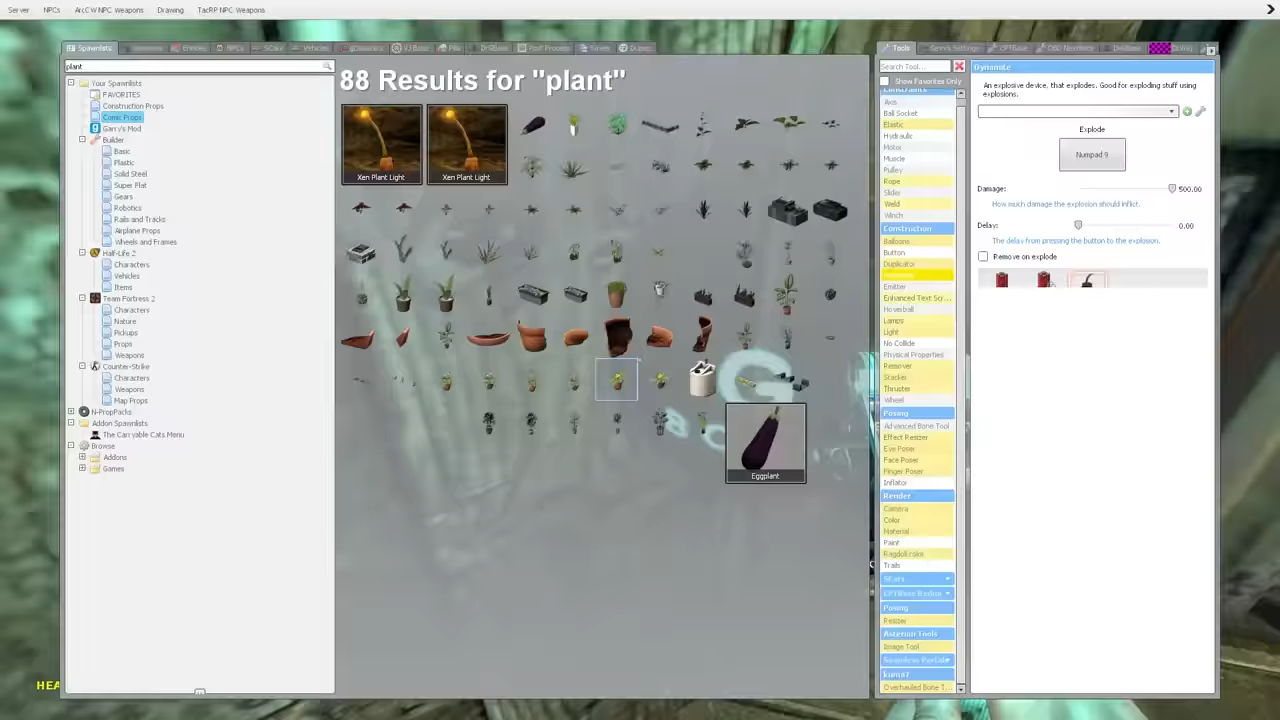 Server NPCs ArcCW NPC Weapons Drawing TacRP NPC Weapons
Spawnlists
plant
Your Spawnlists
FAVORITES
Construction Props
Comic Props
Garry's Mod
Builder
Basic
Plastic
Solid Steel
Super Flat
Gears
Robotics
Rails and Tracks
Airplane Props
Wheels and Frames
Half-Life 2
Characters
Vehicles
Items
Team Fortress 2
Characters
Nature
Pickups
Props
Weapons
Counter-Strike
Characters
Weapons
Map Props
N-PropPacks
Addon Spawnlists
The Carryable Cats Menu
Browse
Addons
Games
HEA
88 Results for "plant"
Xen Plant Light
Xen Plant Light
Eggplant
Tools
Search Tool...
Show Favorites Only
Constraints
Axis
Ball Socket
Elastic
Hydraulic
Motor
Muscle
Pulley
Rope
Slider
Weld
Winch
Construction
Balloons
Button
Duplicator
Emitter
Enhanced Text Scr...
Hoverball
Lamps
Light
No Collide
Physical Properties
Remover
Stacker
Thruster
Wheel
Posing
Advanced Bone Tool
Effect Resizer
Eye Poser
Face Poser
Finger Poser
Inflator
Render
Camera
Color
Material
Paint
Trails
Posing
Resizer
Asterion Tools
Image Tool
Overhauled Bone T...
Dynamite
An explosive device, that explodes. Good for exploding stuff using
explosions.
Explode
Numpad 9
Damage: 500.00
How much damage the explosion should inflict.
Delay: 0.00
The delay from pressing the button to the explosion.
Remove on explode